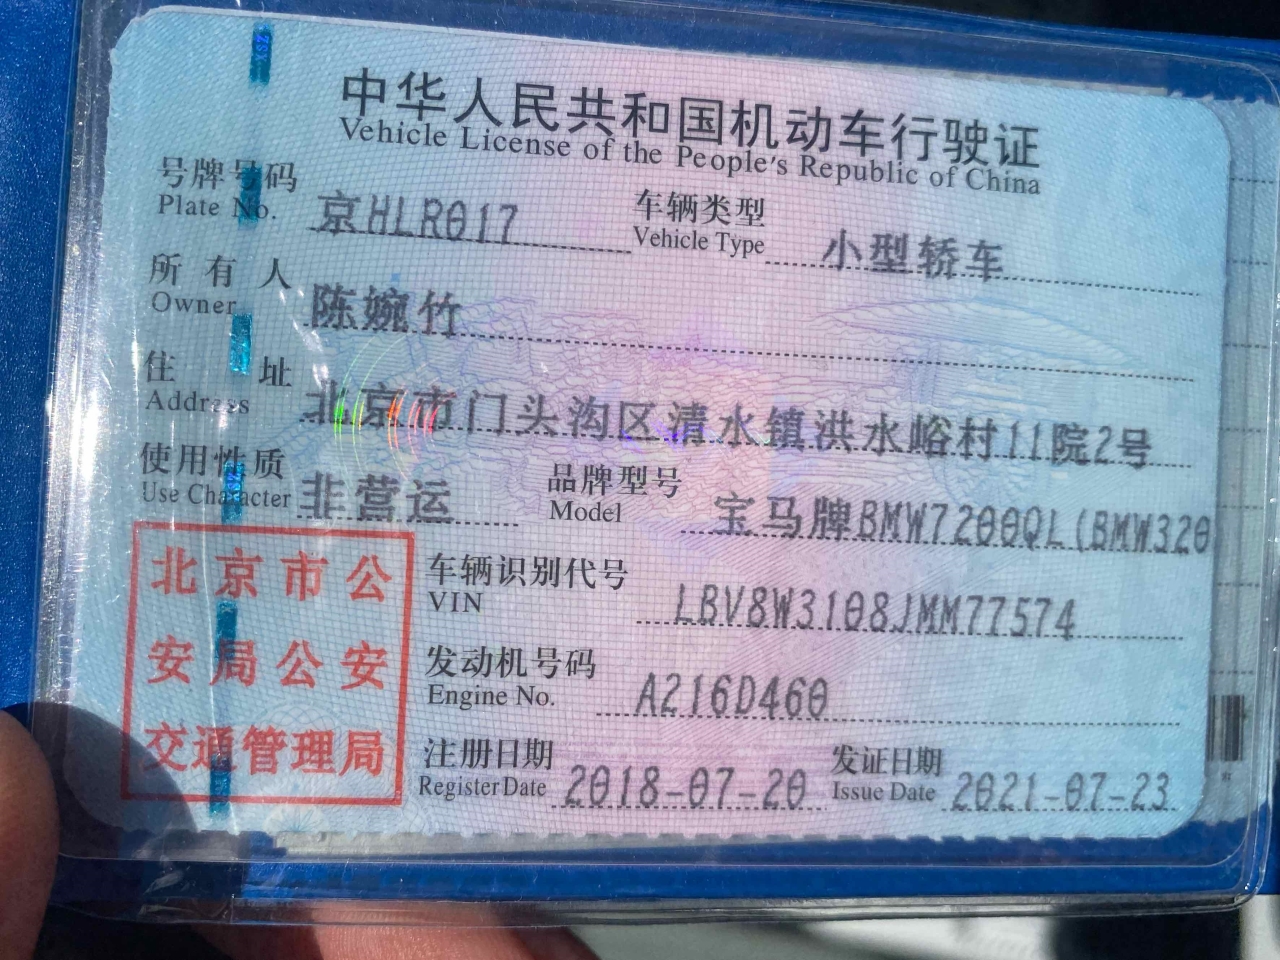 中华人民共和国机动车行驶证
Vehicle License of the People's Republic of China
号牌号码 京HLR017 车辆类型 小型轿车
Plate No. Vehicle Type
所有人 陈婉竹
Owner
住址 北京市门头沟区清水镇洪水峪村11院2号
Address
使用性质 非营运 品牌型号 宝马牌BMW7200QL(BMW320
Use Character Model
北京市公
安局公安
交通管理局
车辆识别代号 LBV8W3108JMM77574
VIN
发动机号码 A216D460
Engine No.
注册日期 2018-07-20 发证日期 2021-07-23
Register Date Issue Date